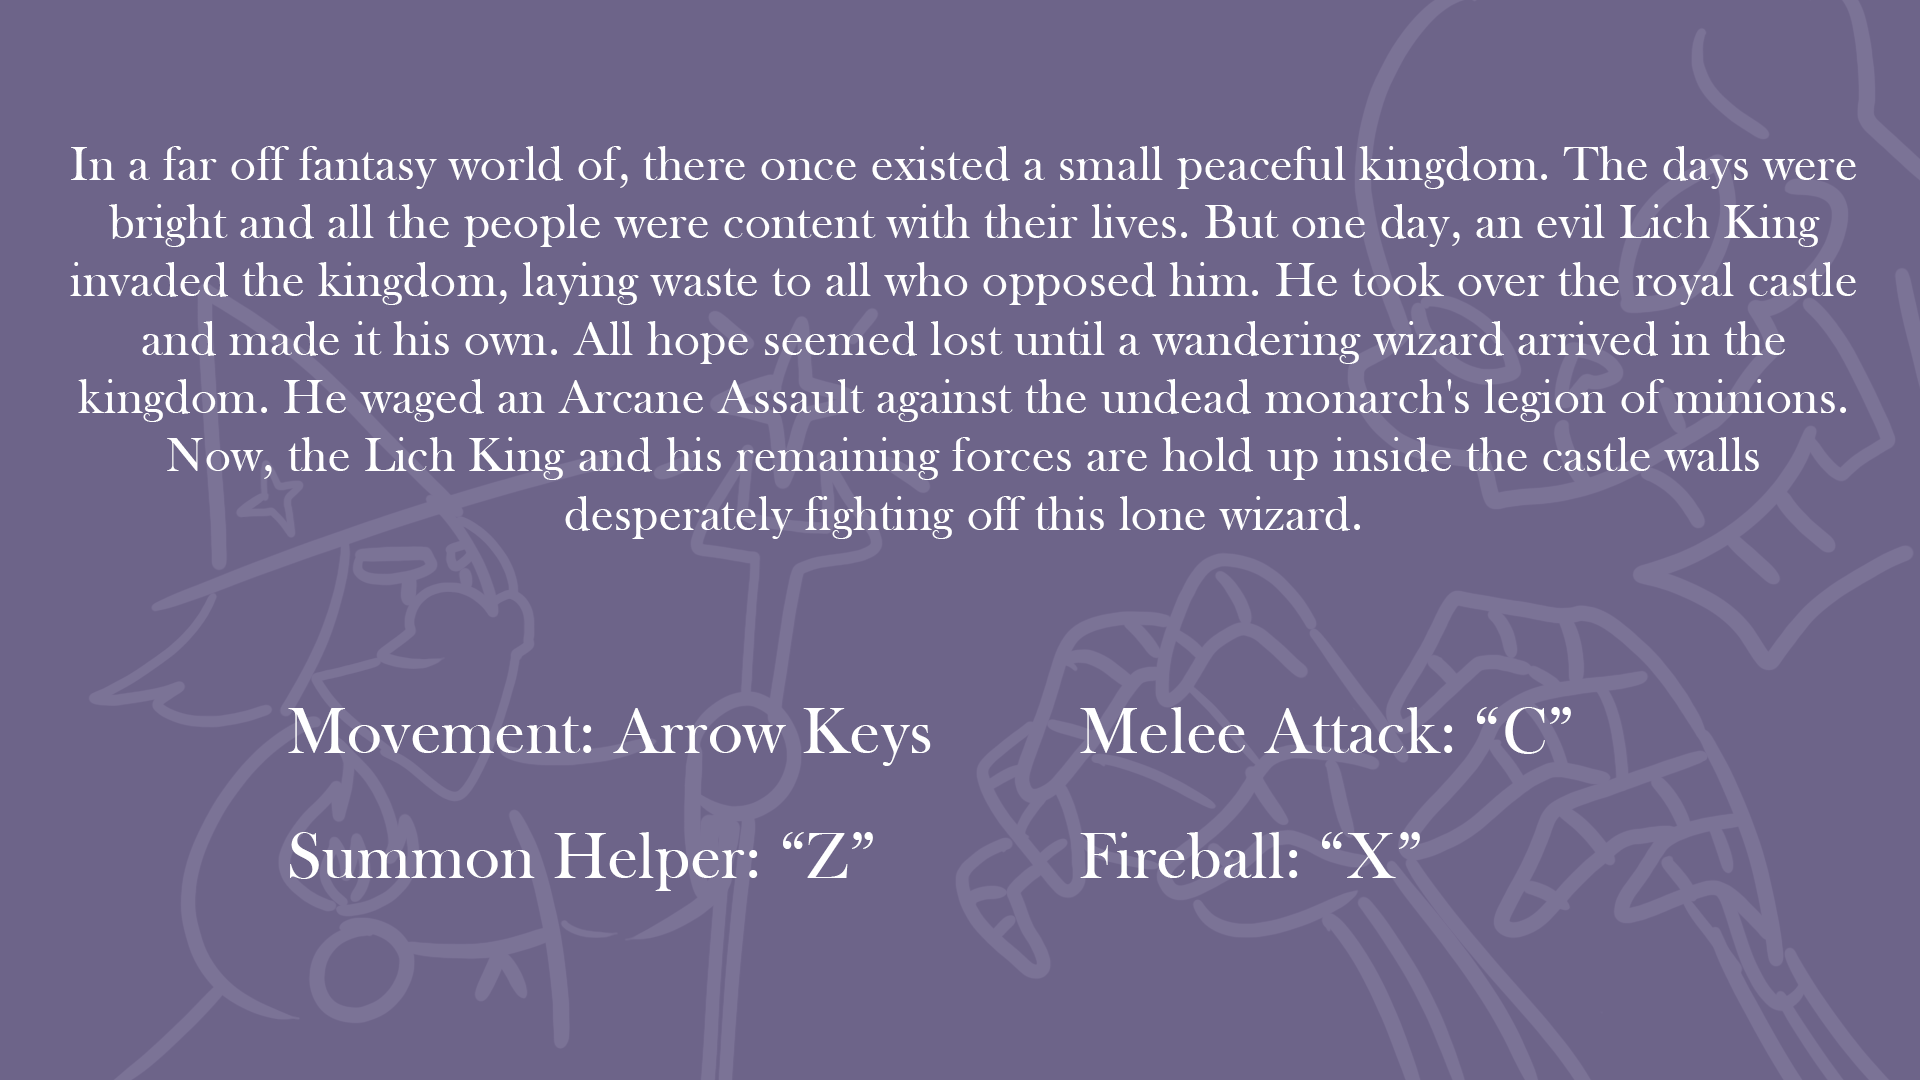 In a far off fantasy world of, there once existed a small peaceful kingdom. The days were
bright and all the people were content with their lives. But one day, an evil Lich King
invaded the kingdom, laying waste to all who opposed him. He took over the royal castle
and made it his own. All hope seemed lost until a wandering wizard arrived in the
kingdom. He waged an Arcane Assault against the undead monarch's legion of minions.
Now, the Lich King and his remaining forces are hold up inside the castle walls
desperately fighting off this lone wizard.
Movement: Arrow Keys
Melee Attack: “C”
Summon Helper: “Z”
Fireball: “X”